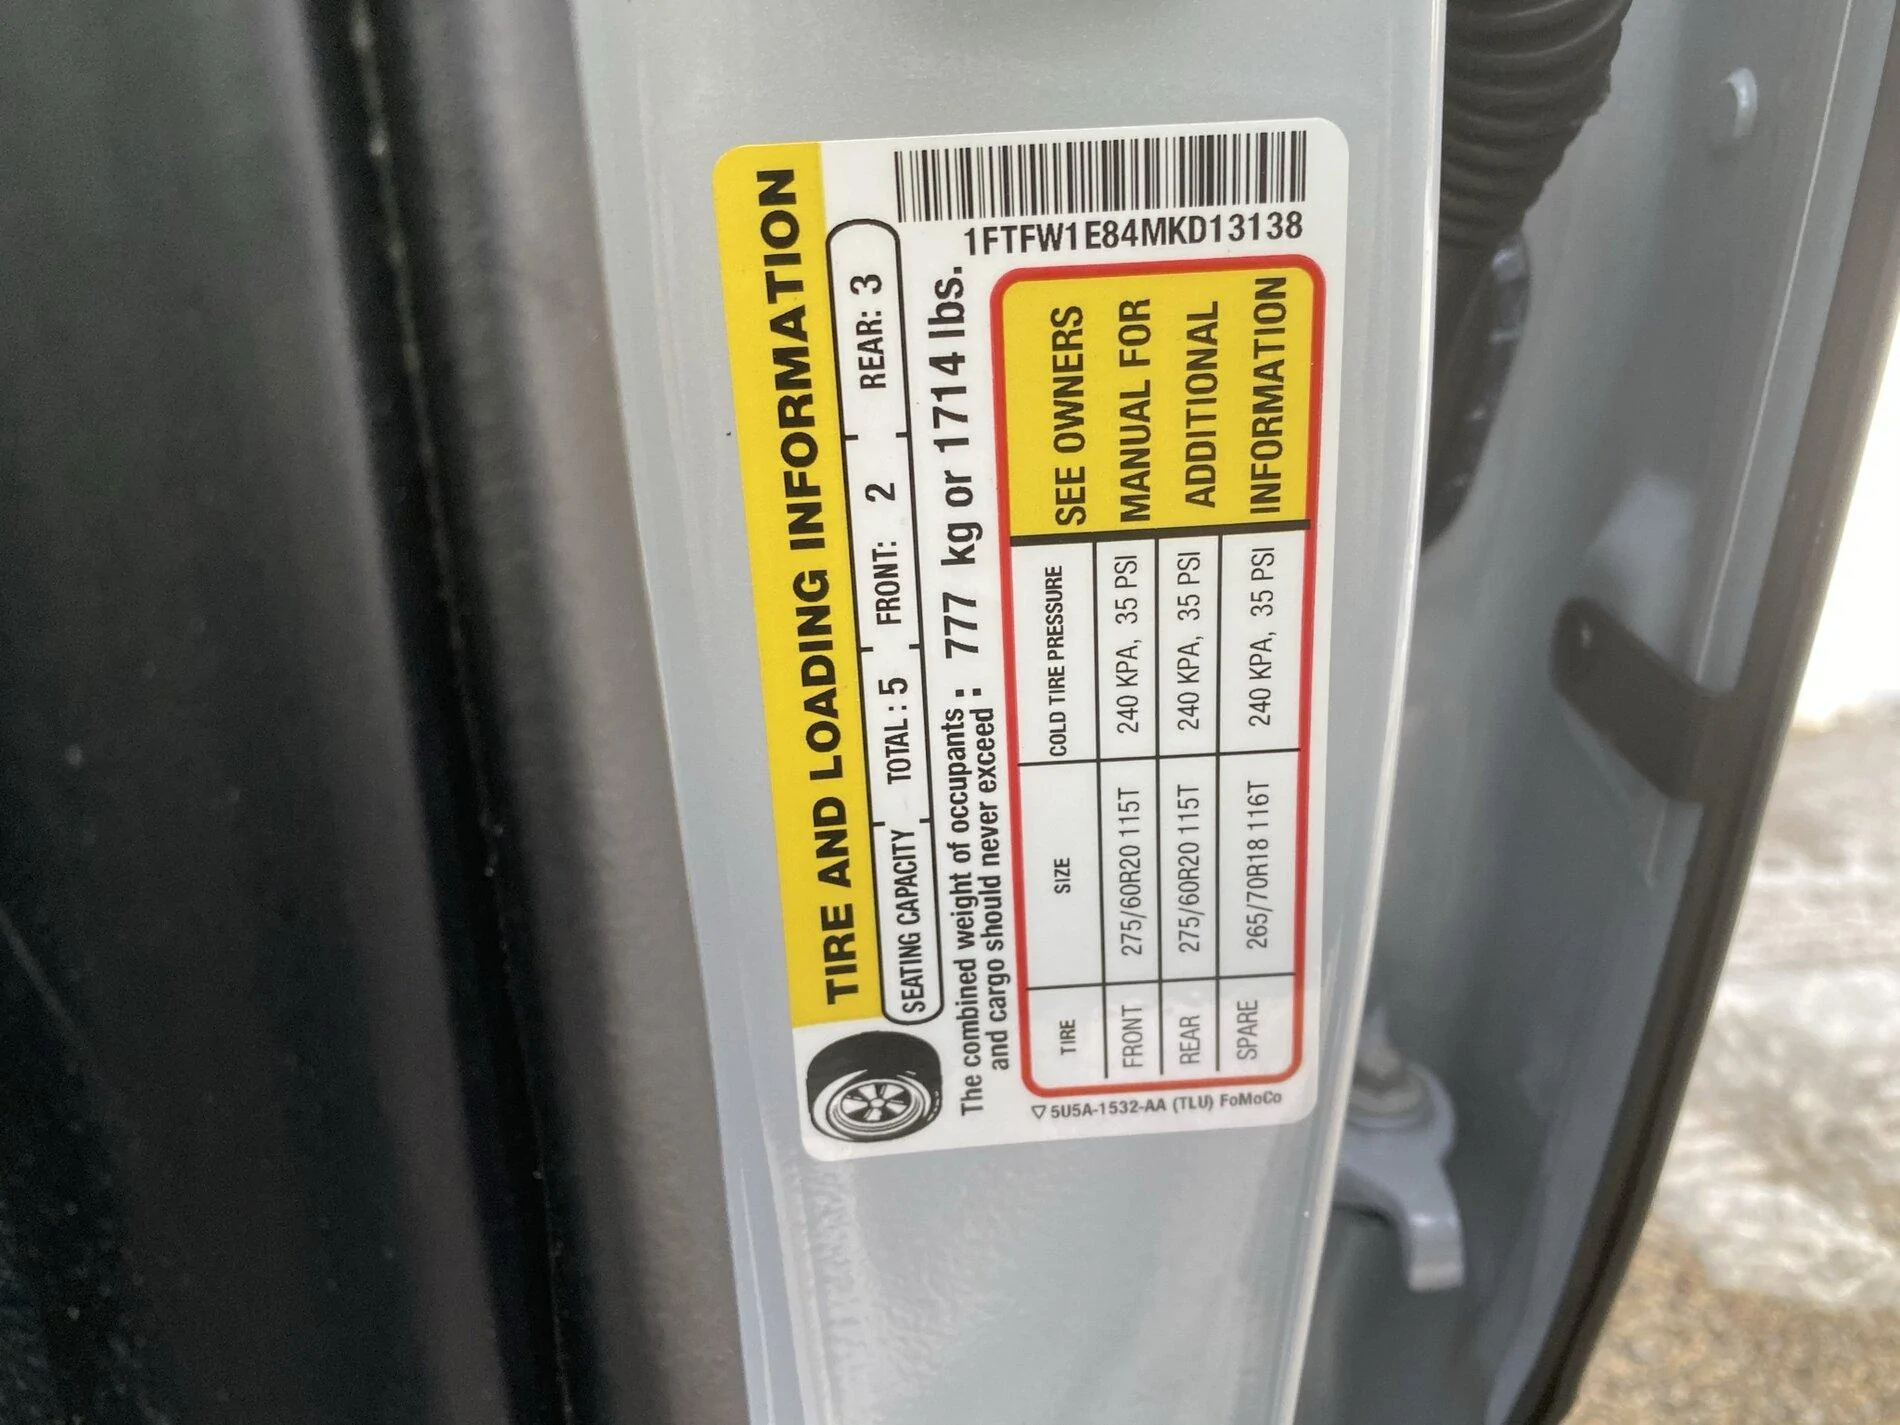 TIRE AND LOADING INFORMATION
SEATING CAPACITY TOTAL: 5 FRONT: 2 REAR: 3
The combined weight of occupants
and cargo should never exceed : 777 kg or 1714 lbs.
1FTFW1E84MKD13138
TIRE SIZE COLD TIRE PRESSURE
FRONT 275/60R20 115T 240 KPA, 35 PSI
REAR 275/60R20 115T 240 KPA, 35 PSI
SPARE 265/70R18 116T 240 KPA, 35 PSI
SEE OWNERS
MANUAL FOR
ADDITIONAL
INFORMATION
5U5A-1532-AA (TLU) FoMoCo